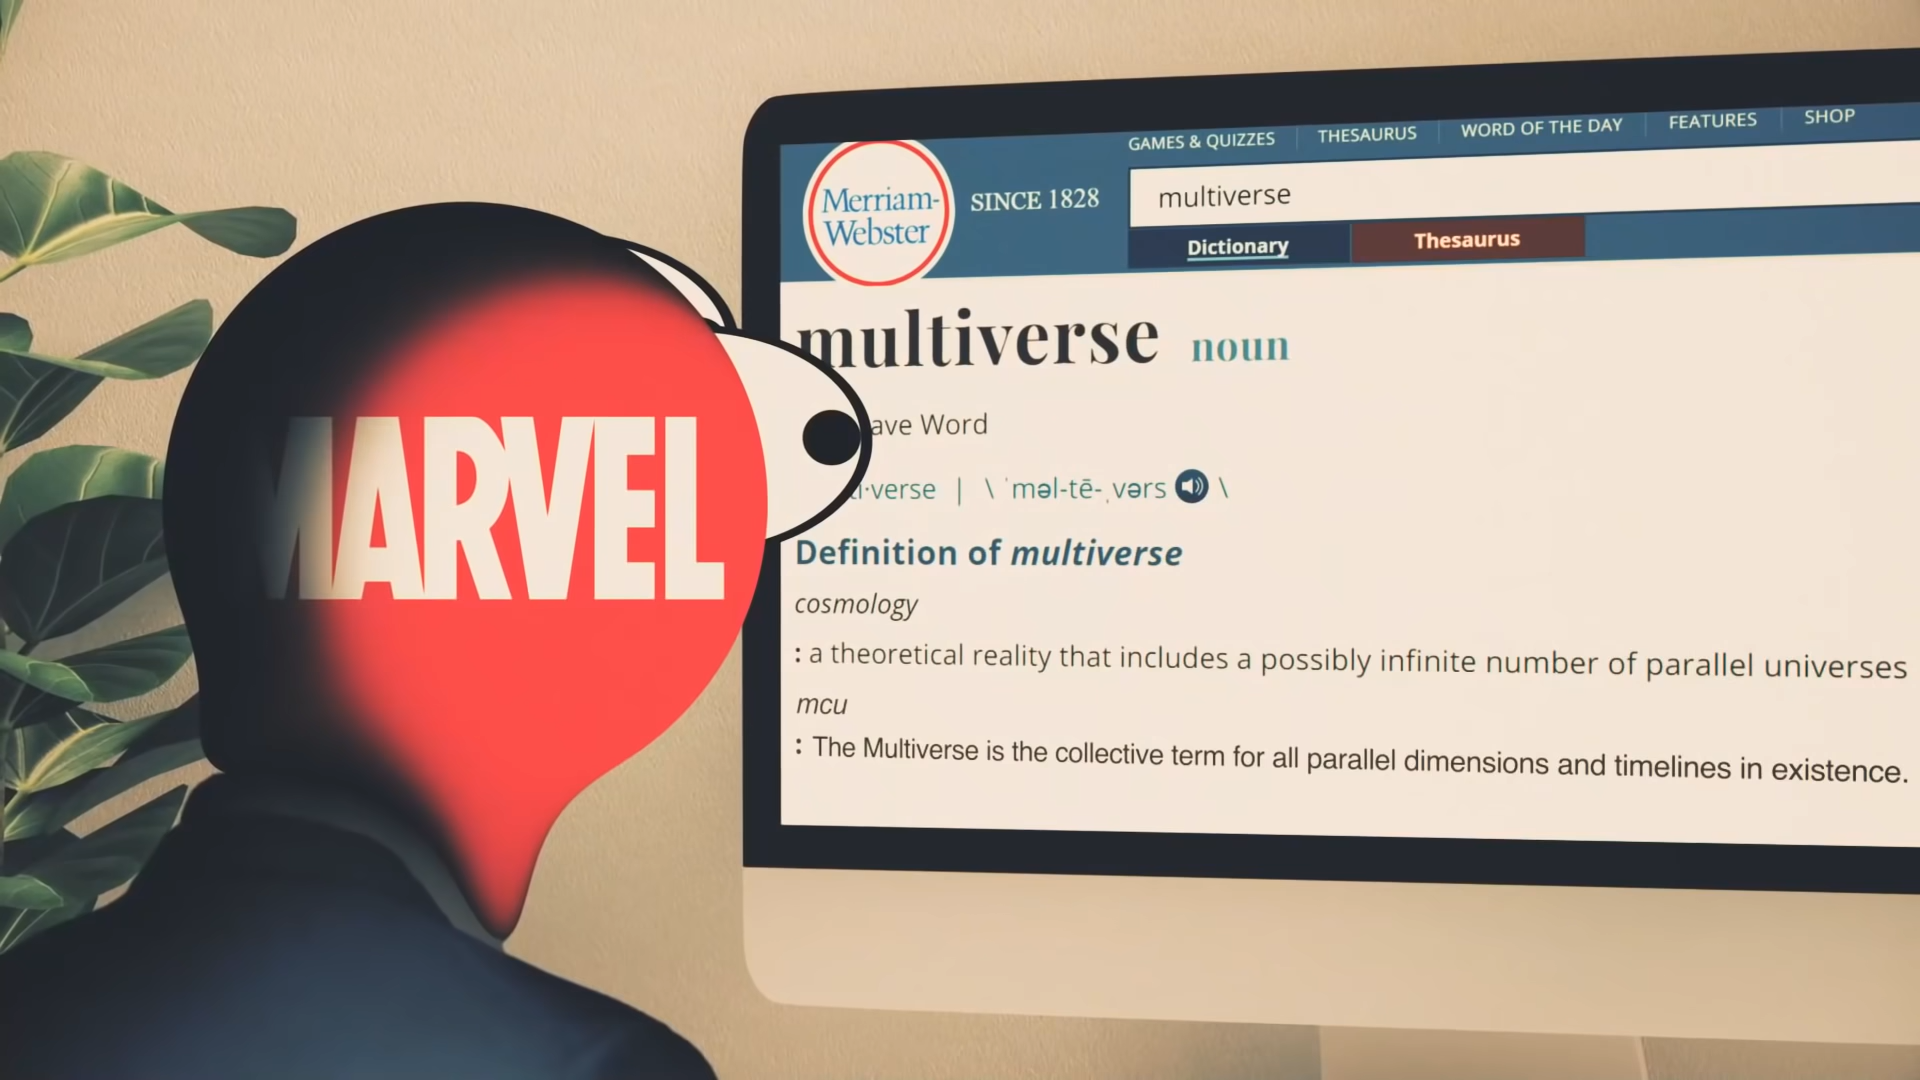 MARVEL
GAMES & QUIZZES THESAURUS WORD OF THE DAY FEATURES SHOP
Merriam-
Webster
SINCE 1828
multiverse
Dictionary Thesaurus
multiverse noun
ave Word
ti·verse | \ ˈməl-tē-ˌvərs \
Definition of multiverse
cosmology
: a theoretical reality that includes a possibly infinite number of parallel universes
mcu
: The Multiverse is the collective term for all parallel dimensions and timelines in existence.